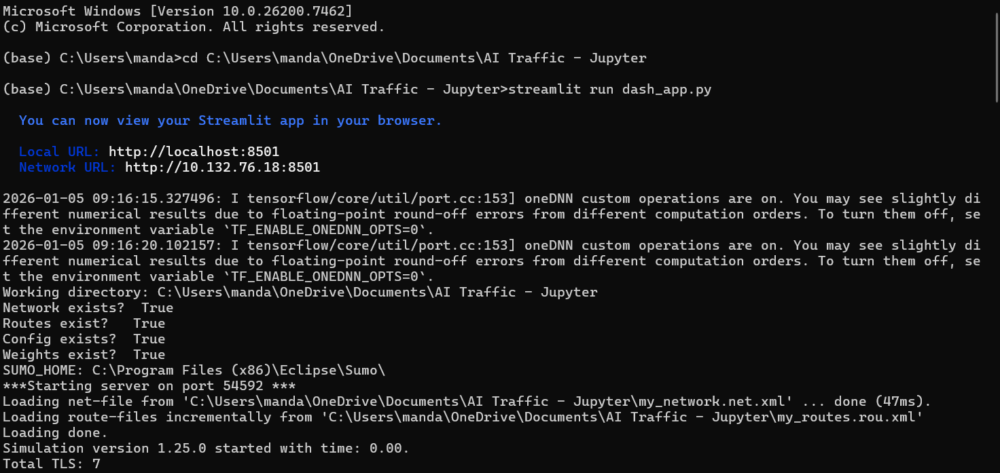 Microsoft Windows [Version 10.0.26200.7462]
(c) Microsoft Corporation. All rights reserved.
(base) C:\Users\manda>cd C:\Users\manda\OneDrive\Documents\AI Traffic - Jupyter
(base) C:\Users\manda\OneDrive\Documents\AI Traffic - Jupyter>streamlit run dash_app.py
You can now view your Streamlit app in your browser.
Local URL: http://localhost:8501
Network URL: http://10.132.76.18:8501
2026-01-05 09:16:15.327496: I tensorflow/core/util/port.cc:153] oneDNN custom operations are on. You may see slightly di
fferent numerical results due to floating-point round-off errors from different computation orders. To turn them off, se
t the environment variable `TF_ENABLE_ONEDNN_OPTS=0`.
2026-01-05 09:16:20.102157: I tensorflow/core/util/port.cc:153] oneDNN custom operations are on. You may see slightly di
fferent numerical results due to floating-point round-off errors from different computation orders. To turn them off, se
t the environment variable `TF_ENABLE_ONEDNN_OPTS=0`.
Working directory: C:\Users\manda\OneDrive\Documents\AI Traffic - Jupyter
Network exists?  True
Routes exist?   True
Config exists?  True
Weights exist?  True
SUMO_HOME: C:\Program Files (x86)\Eclipse\Sumo\
***Starting server on port 54592 ***
Loading net-file from 'C:\Users\manda\OneDrive\Documents\AI Traffic - Jupyter\my_network.net.xml' ... done (47ms).
Loading route-files incrementally from 'C:\Users\manda\OneDrive\Documents\AI Traffic - Jupyter\my_routes.rou.xml'
Loading done.
Simulation version 1.25.0 started with time: 0.00.
Total TLS: 7